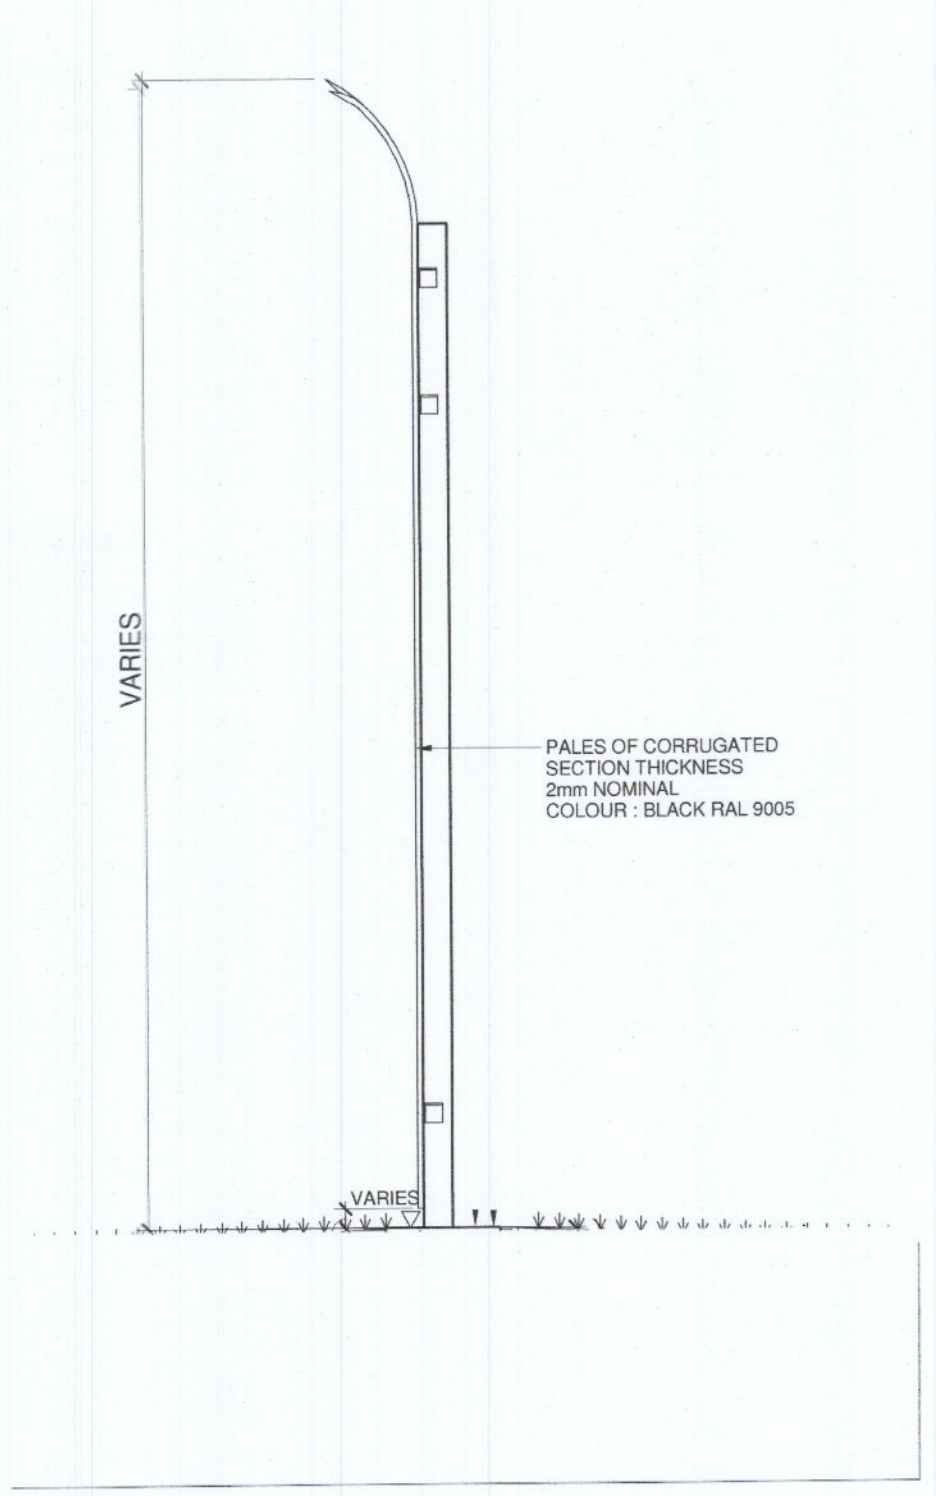 VARIES
PALES OF CORRUGATED
SECTION THICKNESS
2mm NOMINAL
COLOUR : BLACK RAL 9005
VARIES